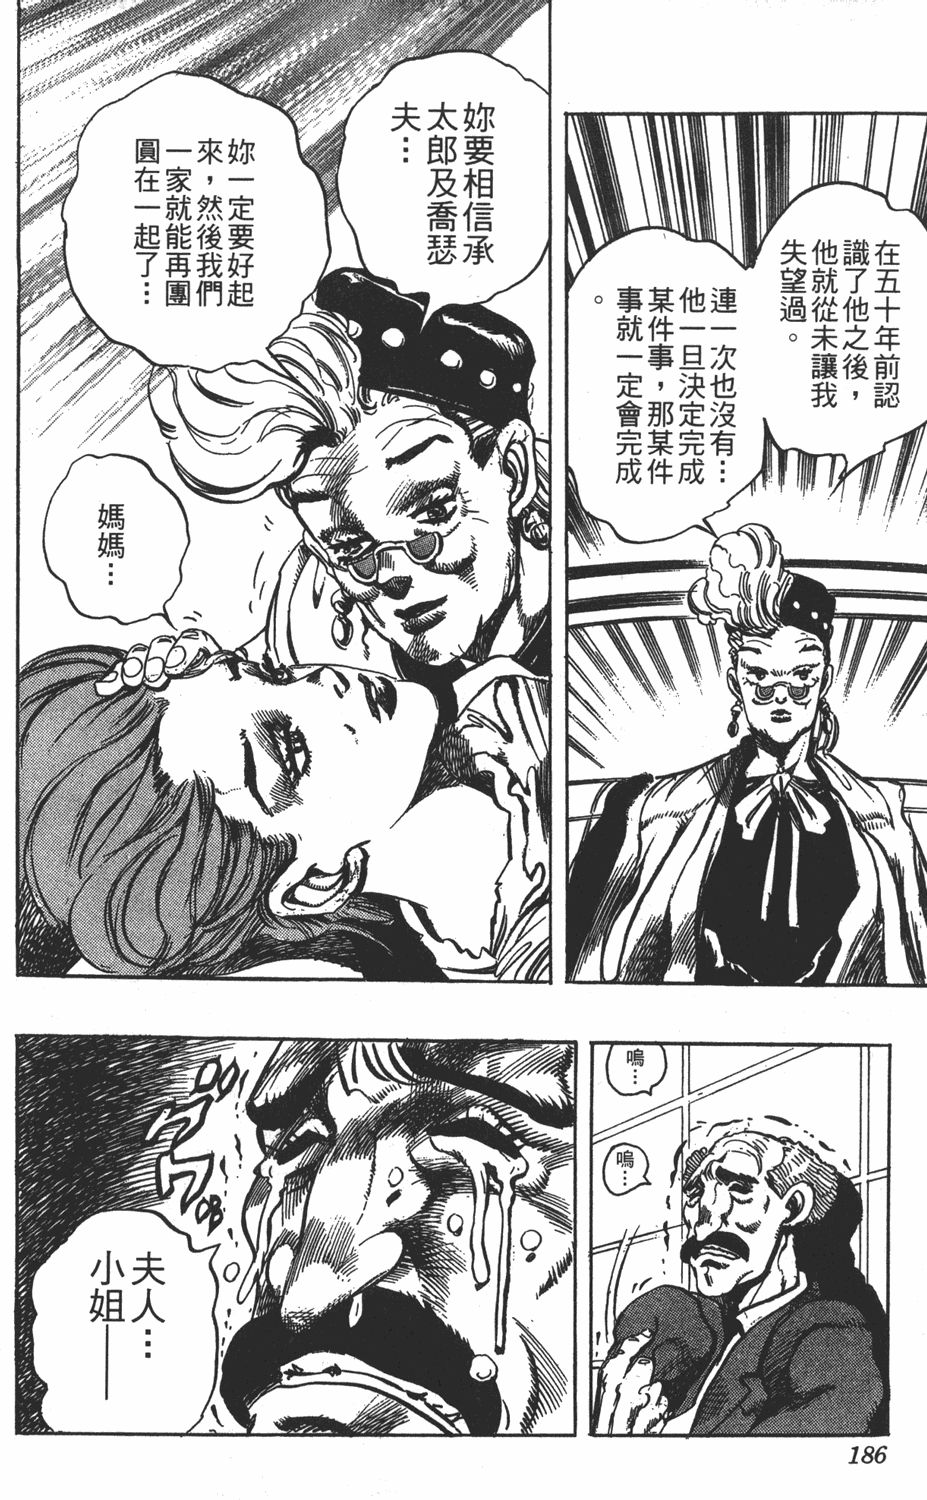 在五十年前認
識了他之後，
他就從未讓我
失望過。
連一次也沒有…
他一旦決定完成
某件事，那某件
事就一定會完成
。
妳要相信承
太郎及喬瑟
夫…
妳一定要好起
來，然後我們
一家就能再團
圓在一起了…
媽媽…
嗚…
嗚…
夫人…
小姐──
186